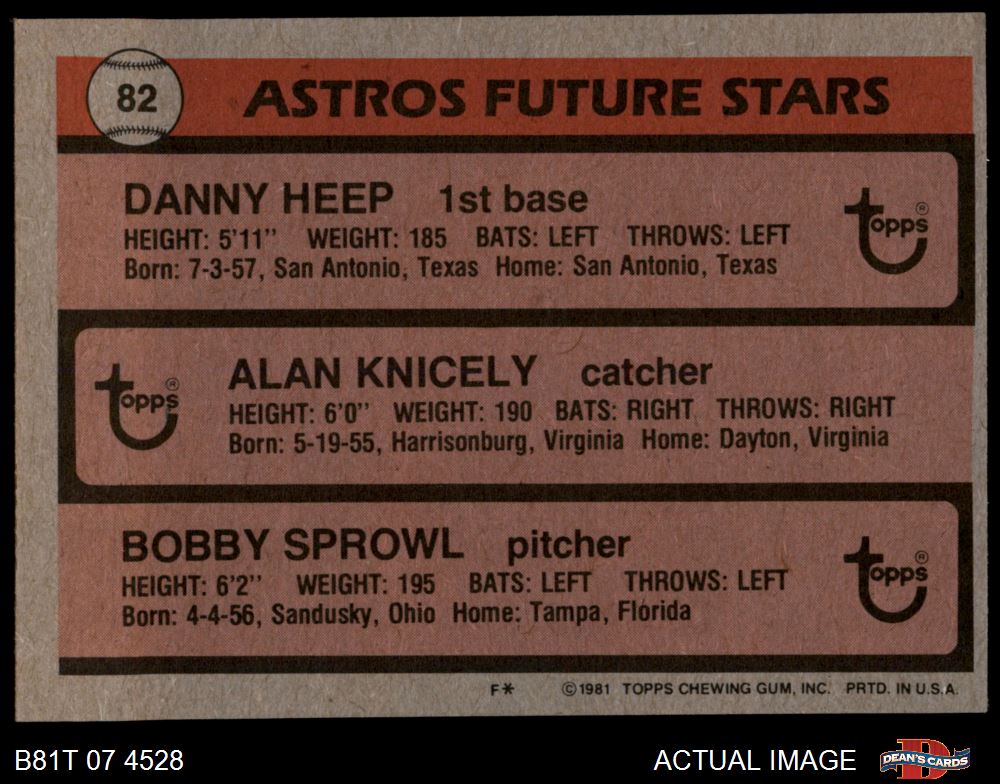 82 ASTROS FUTURE STARS
DANNY HEEP 1st base
HEIGHT: 5'11" WEIGHT: 185 BATS: LEFT THROWS: LEFT
Born: 7-3-57, San Antonio, Texas Home: San Antonio, Texas
topps ®
ALAN KNICELY catcher
HEIGHT: 6'0" WEIGHT: 190 BATS: RIGHT THROWS: RIGHT
Born: 5-19-55, Harrisonburg, Virginia Home: Dayton, Virginia
topps ®
BOBBY SPROWL pitcher
HEIGHT: 6'2" WEIGHT: 195 BATS: LEFT THROWS: LEFT
Born: 4-4-56, Sandusky, Ohio Home: Tampa, Florida
topps ®
F* ©1981 TOPPS CHEWING GUM, INC. PRTD. IN U.S.A.
B81T 07 4528 ACTUAL IMAGE D DEAN'S CARDS